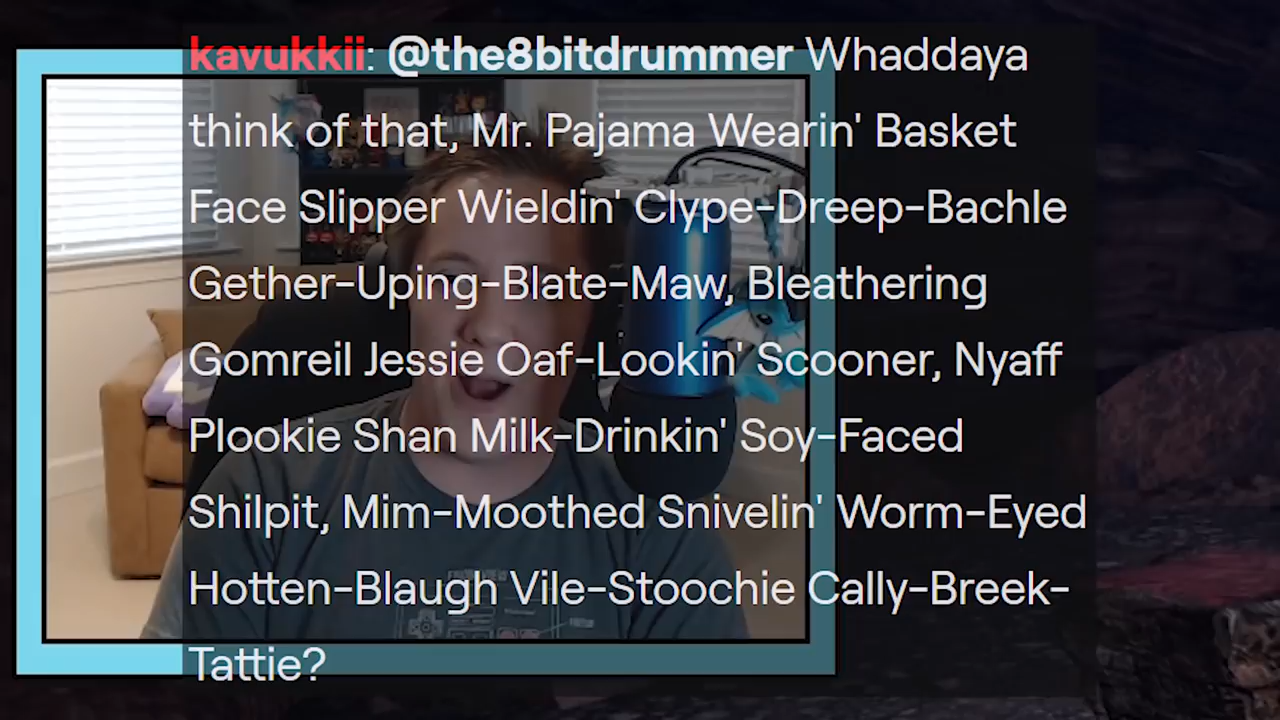 kavukkii: @the8bitdrummer Whaddaya
think of that, Mr. Pajama Wearin' Basket
Face Slipper Wieldin' Clype-Dreep-Bachle
Gether-Uping-Blate-Maw, Bleathering
Gomreil Jessie Oaf-Lookin' Scooner, Nyaff
Plookie Shan Milk-Drinkin' Soy-Faced
Shilpit, Mim-Moothed Snivelin' Worm-Eyed
Hotten-Blaugh Vile-Stoochie Cally-Breek-
Tattie?